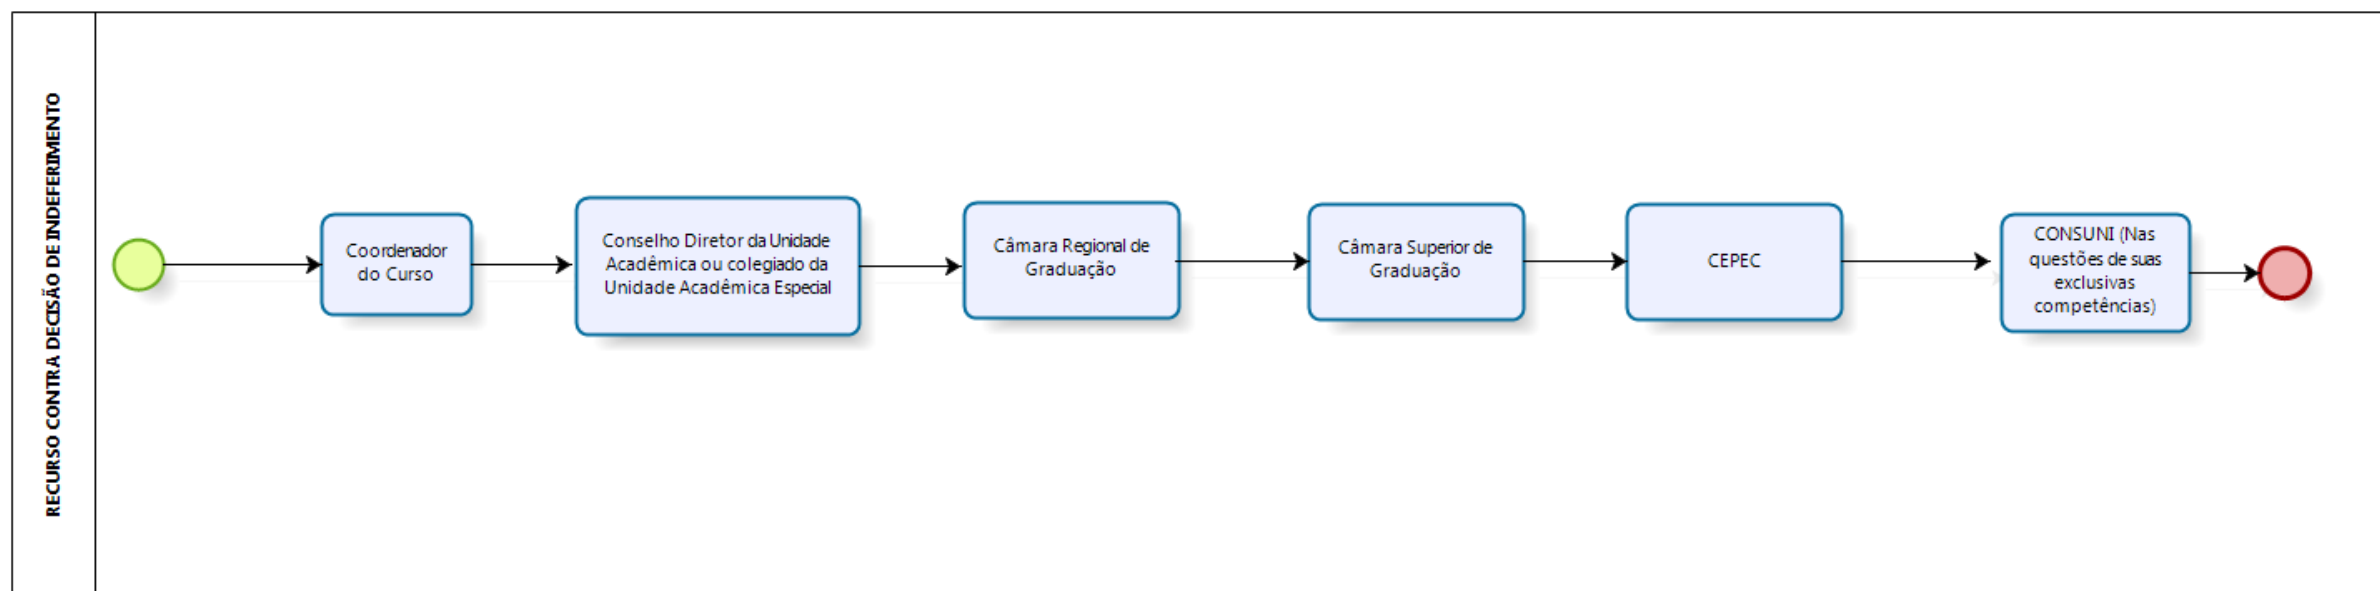 RECURSO CONTRA DECISÃO DE INDEFERIMENTO
Coordenador
do Curso
Conselho Diretor da Unidade
Acadêmica ou colegiado da
Unidade Acadêmica Especial
Câmara Regional de
Graduação
Câmara Superior de
Graduação
CEPEC
CONSUNI (Nas
questões de suas
exclusivas
competências)